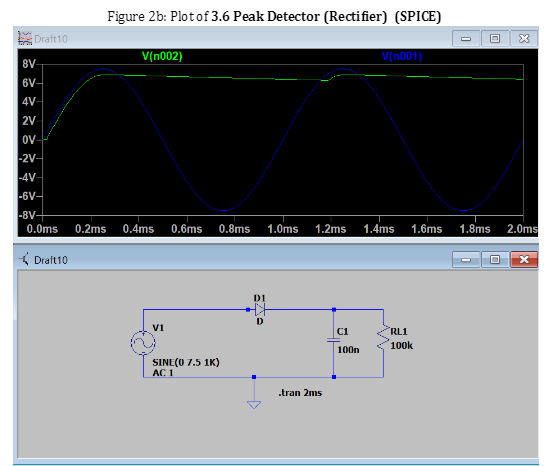 Figure 2b: Plot of 3.6 Peak Detector (Rectifier) (SPICE)
Draft10
V(n002) V(n001)
8V
6V
4V
2V
0V
-2V
-4V
-6V
-8V
0.0ms 0.2ms 0.4ms 0.6ms 0.8ms 1.0ms 1.2ms 1.4ms 1.6ms 1.8ms 2.0ms
Draft10
D1
D
V1
SINE(0 7.5 1K)
AC 1
C1
100n
RL1
100k
.tran 2ms